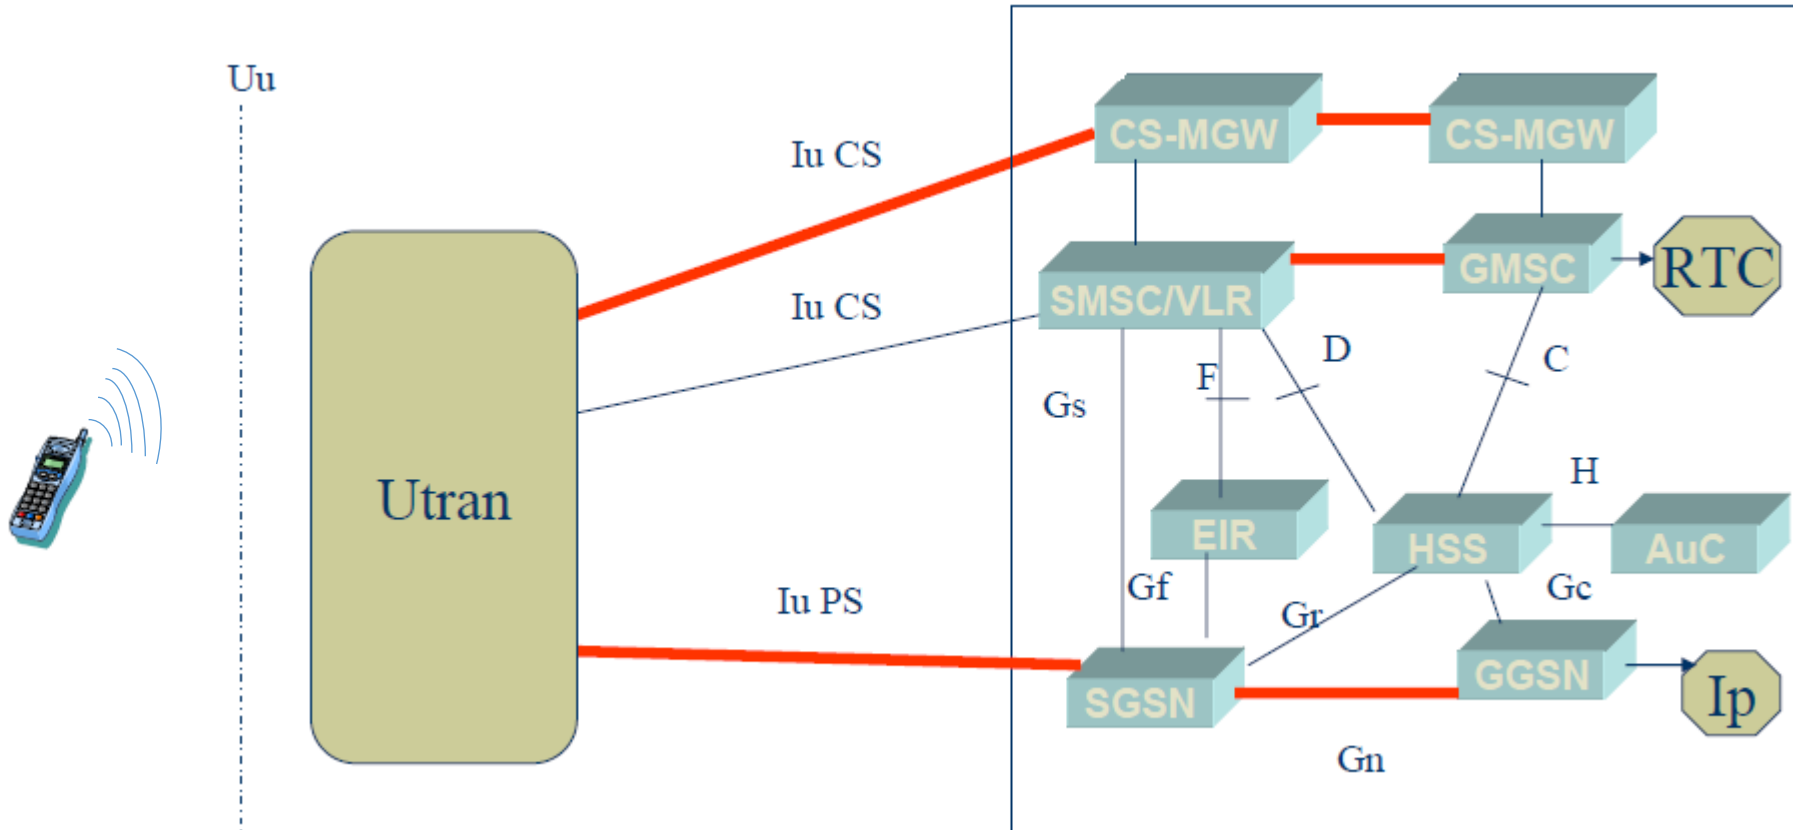 Uu
CS-MGW
CS-MGW
Iu CS
Iu CS
SMSC/VLR
GMSC
RTC
D
C
F
Gs
H
Utran
EIR
HSS
AuC
Gf
Gc
Iu PS
Gr
SGSN
GGSN
Ip
Gn